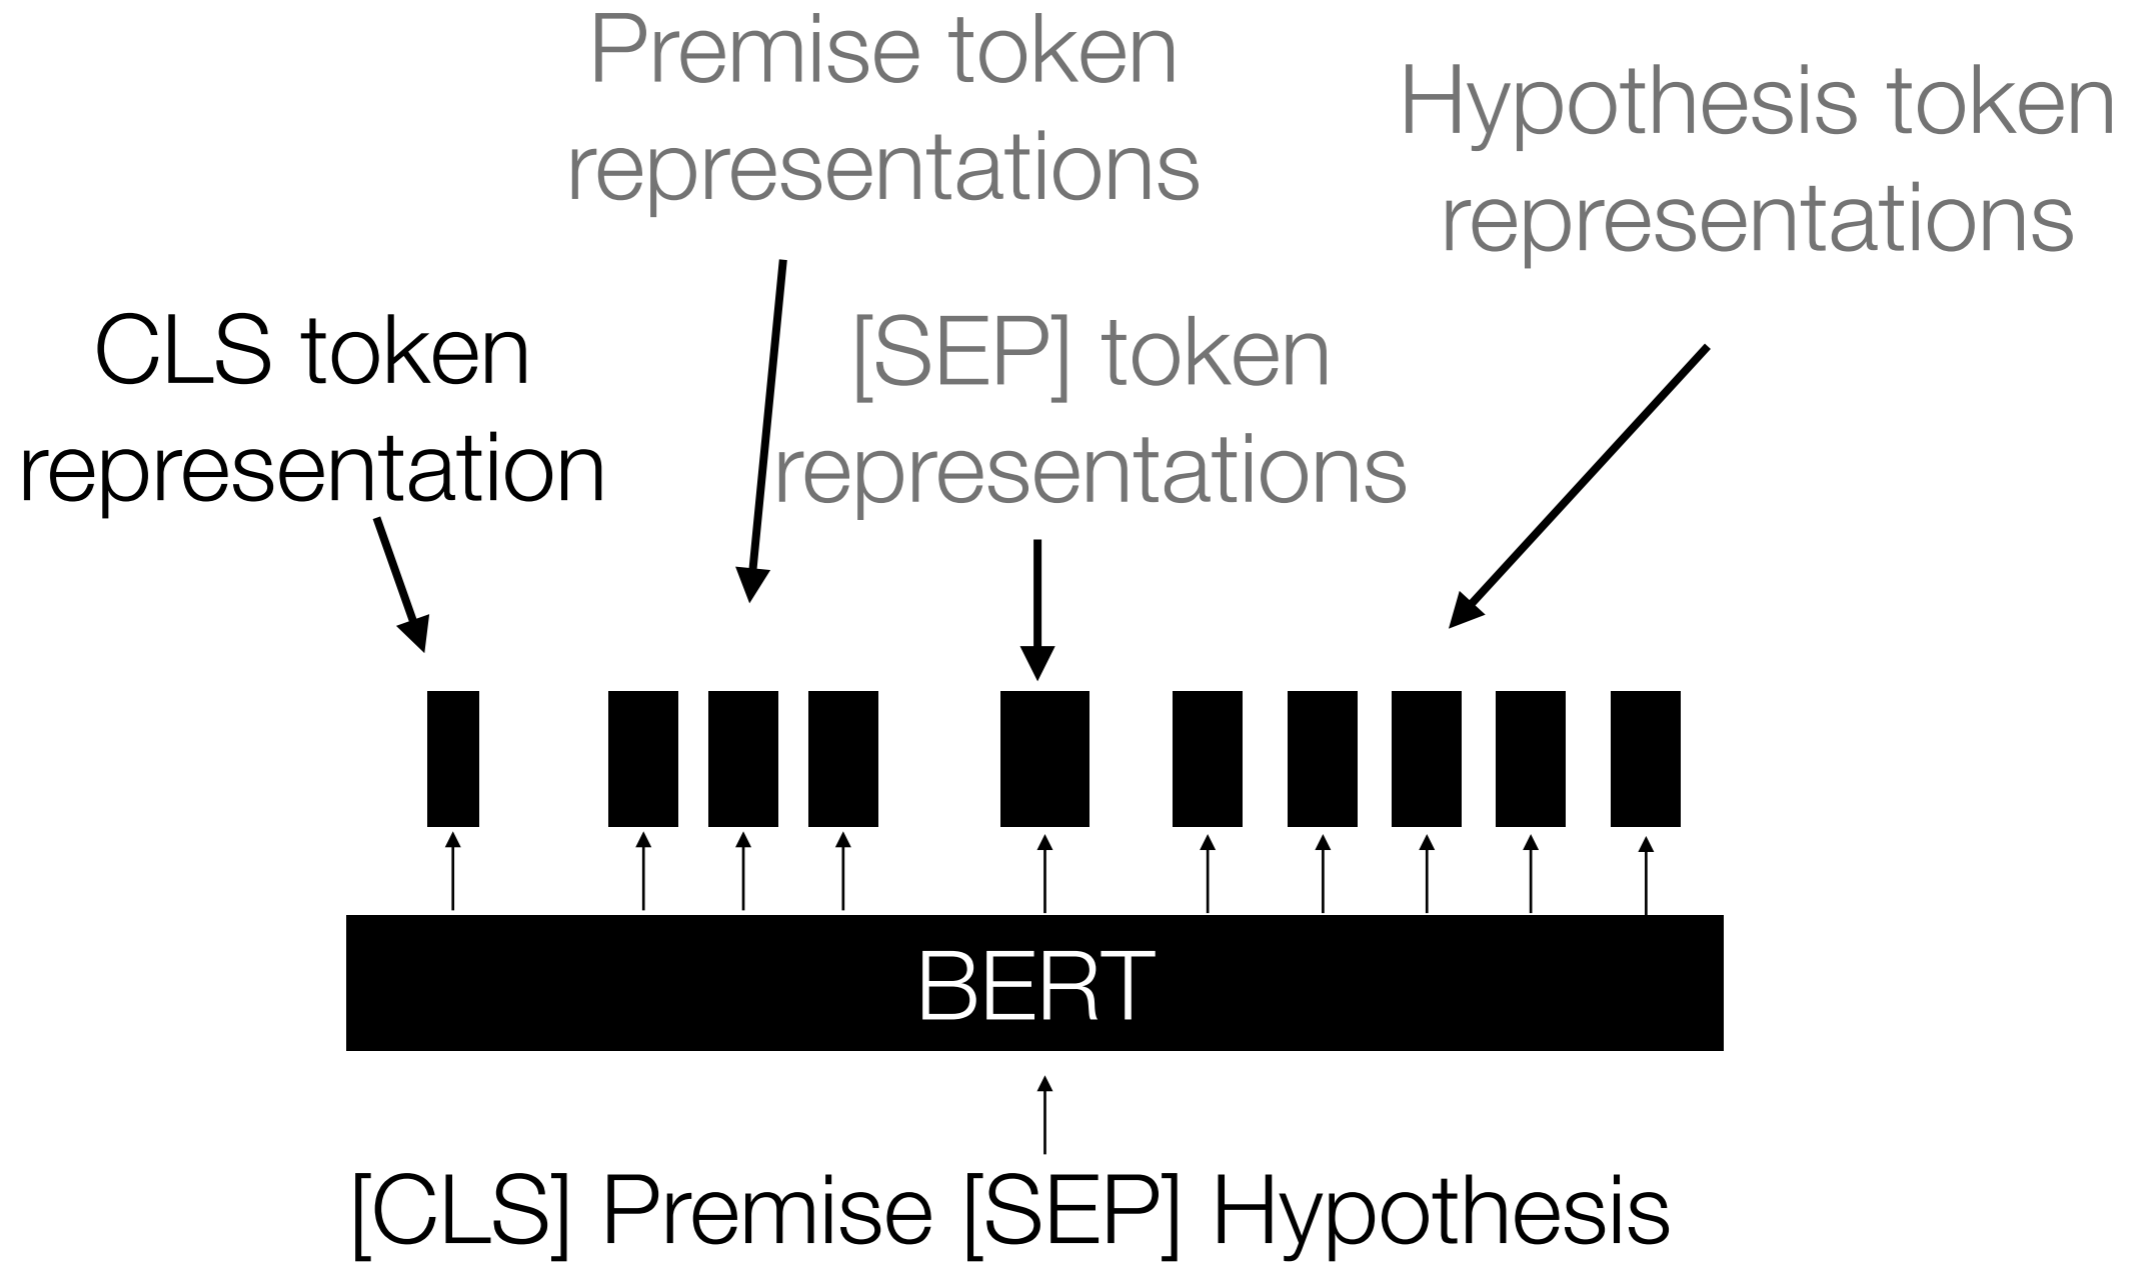 Premise token
representations
Hypothesis token
representations
CLS token
representation
[SEP] token
representations
BERT
[CLS] Premise [SEP] Hypothesis